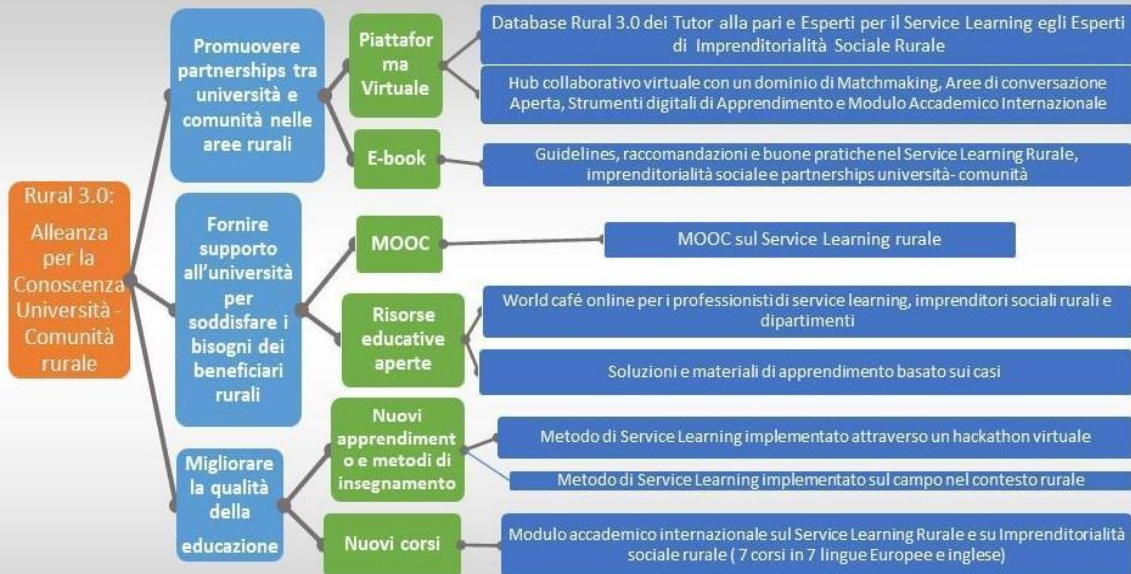 Rural 3.0:
Alleanza
per la
Conoscenza
Università -
Comunità
rurale
Promuovere
partnerships tra
università e
comunità nelle
aree rurali
Piattafor
ma
Virtuale
Database Rural 3.0 dei Tutor alla pari e Esperti per il Service Learning egli Esperti
di Imprenditorialità Sociale Rurale
Hub collaborativo virtuale con un dominio di Matchmaking, Aree di conversazione
Aperta, Strumenti digitali di Apprendimento e Modulo Accademico Internazionale
E-book
Guidelines, raccomandazioni e buone pratiche nel Service Learning Rurale,
imprenditorialità sociale e partnerships università- comunità
Fornire
supporto
all'università
per
soddisfare i
bisogni dei
beneficiari
rurali
MOOC
MOOC sul Service Learning rurale
Risorse
educative
aperte
World café online per i professionisti di service learning, imprenditori sociali rurali e
dipartimenti
Soluzioni e materiali di apprendimento basato sui casi
Migliorare
la qualità
della
educazione
Nuovi
apprendiment
o e metodi di
insegnamento
Metodo di Service Learning implementato attraverso un hackathon virtuale
Metodo di Service Learning implementato sul campo nel contesto rurale
Nuovi corsi
Modulo accademico internazionale sul Service Learning Rurale e su Imprenditorialità
sociale rurale ( 7 corsi in 7 lingue Europee e inglese)